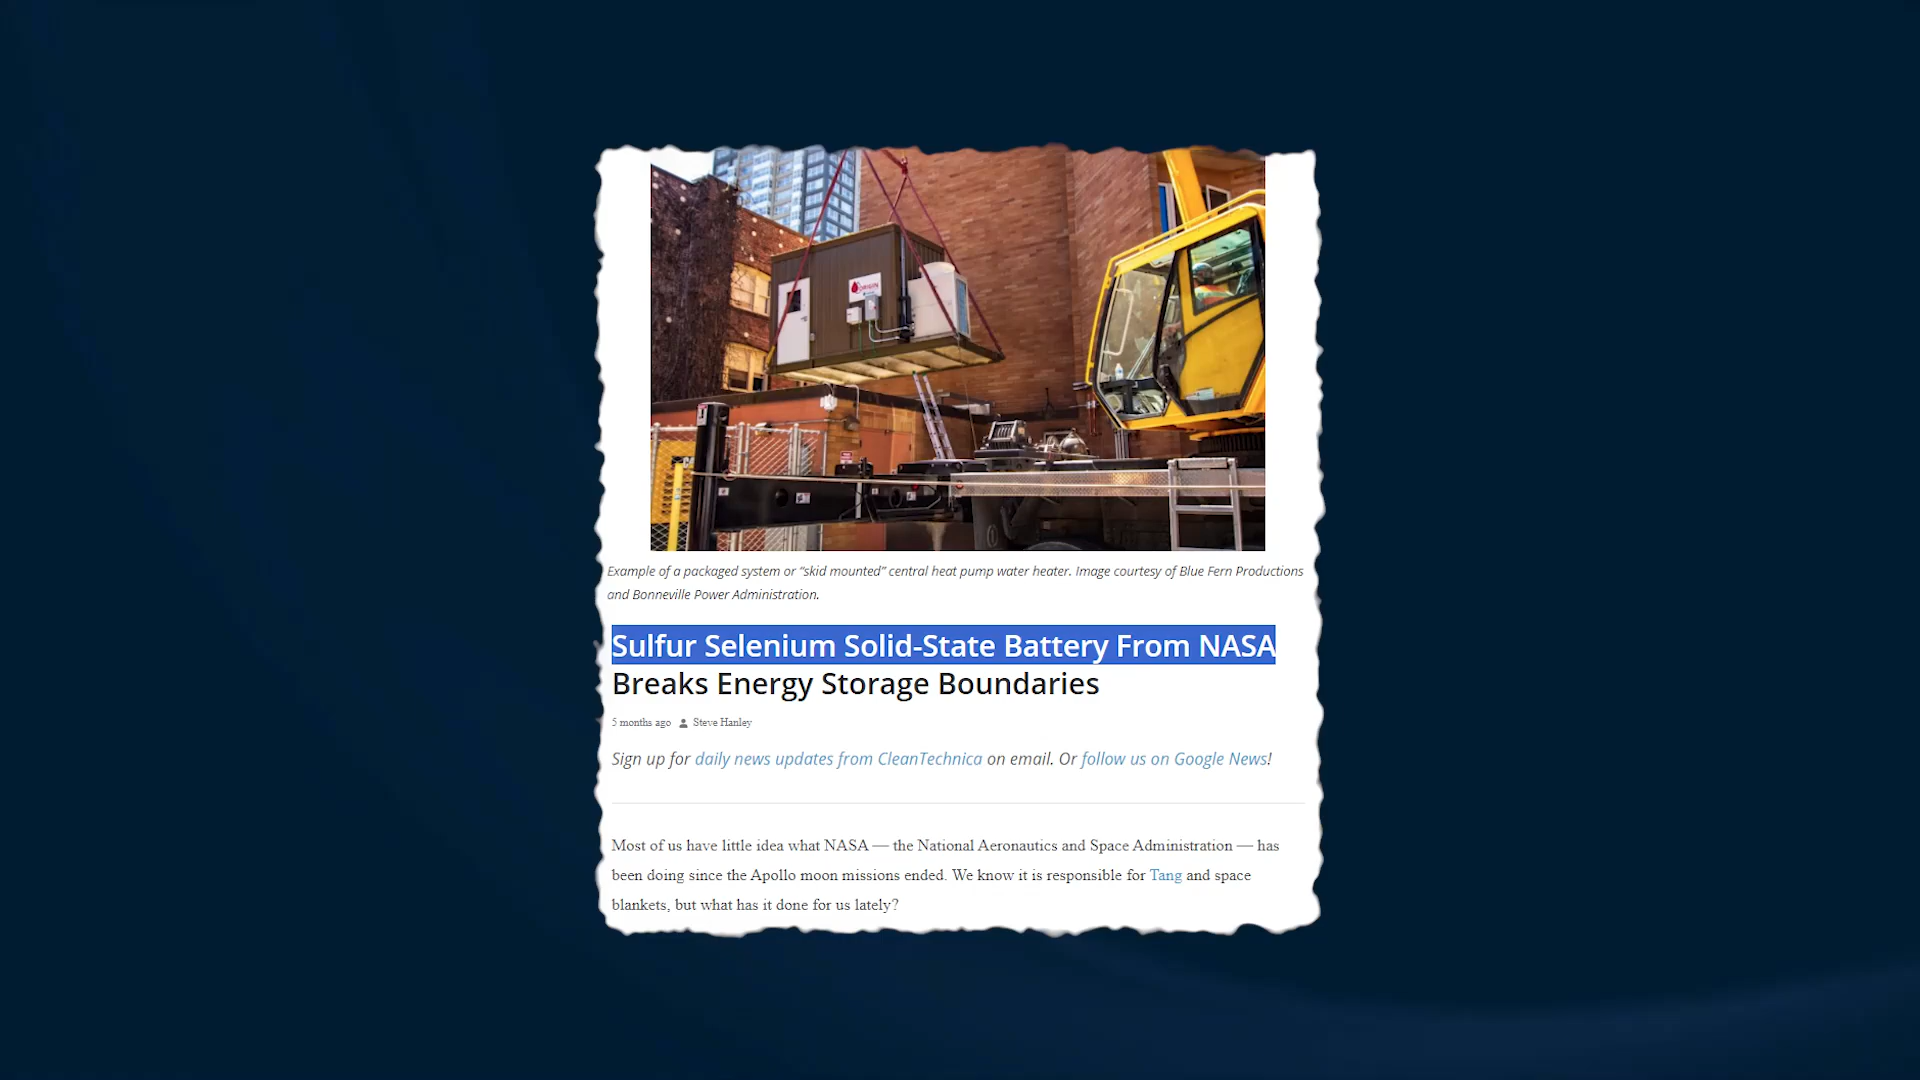 ORIGIN
Example of a packaged system or “skid mounted” central heat pump water heater. Image courtesy of Blue Fern Productions
and Bonneville Power Administration.
Sulfur Selenium Solid-State Battery From NASA
Breaks Energy Storage Boundaries
5 months ago Steve Hanley
Sign up for daily news updates from CleanTechnica on email. Or follow us on Google News!
Most of us have little idea what NASA — the National Aeronautics and Space Administration — has
been doing since the Apollo moon missions ended. We know it is responsible for Tang and space
blankets, but what has it done for us lately?